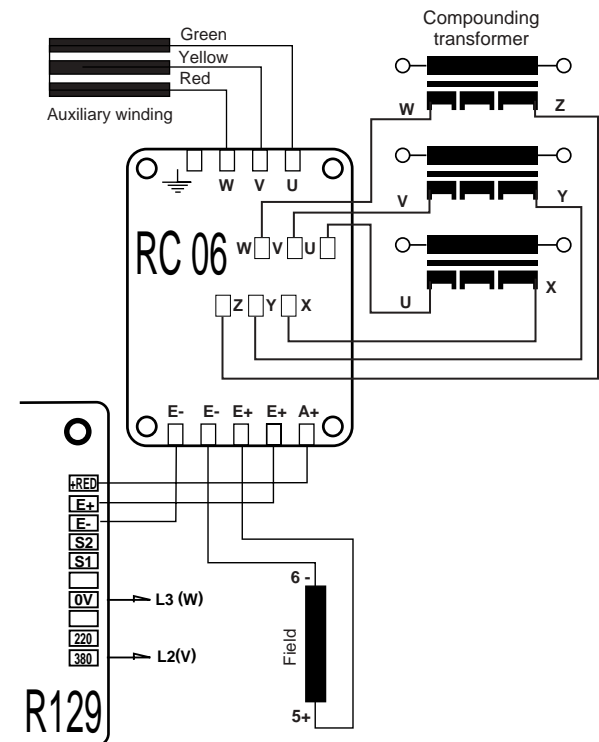 Green
Yellow
Red
Auxiliary winding
Compounding
transformer
W Z
V Y
U X
W V U
RC 06
W V U
Z Y X
E- E- E+ E+ A+
+RED
E+
E-
S2
S1
0V L3 (W)
220
380 L2(V)
R129
6 -
Field
5+